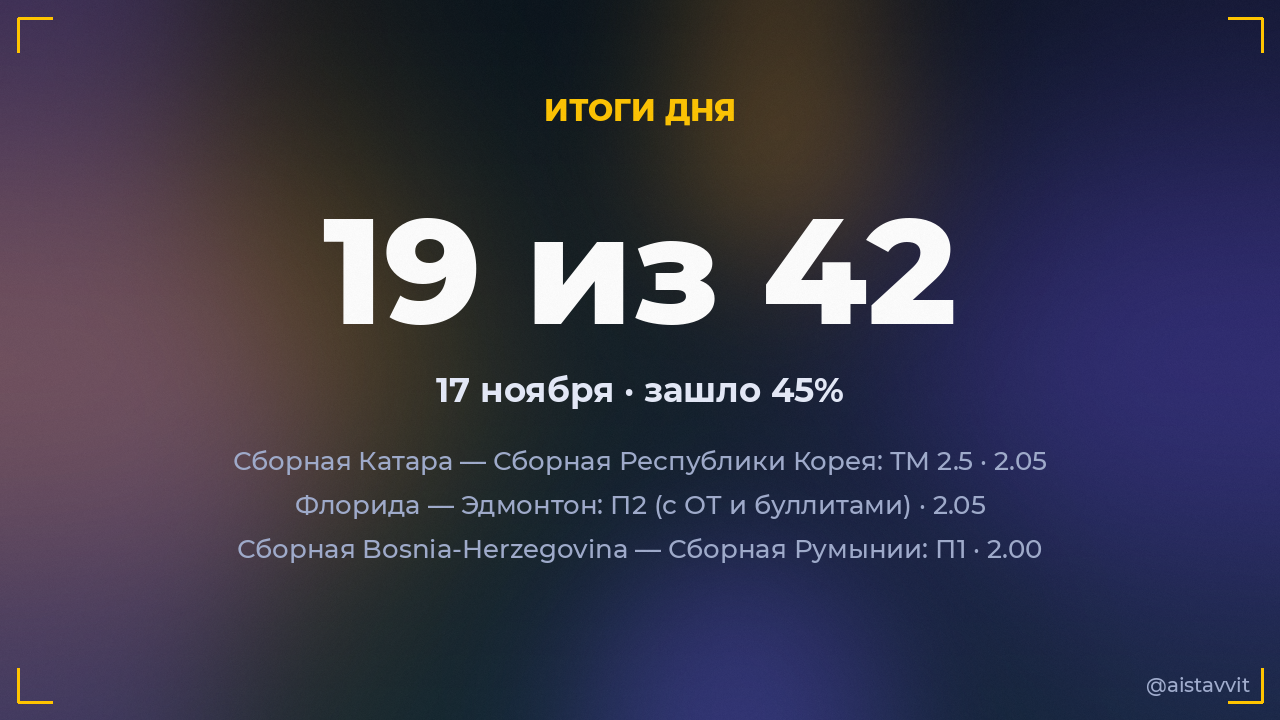 ИТОГИ ДНЯ
19 из 42
17 ноября · зашло 45%
Сборная Катара — Сборная Республики Корея: ТМ 2.5 · 2.05
Флорида — Эдмонтон: П2 (с ОТ и буллитами) · 2.05
Сборная Bosnia-Herzegovina — Сборная Румынии: П1 · 2.00
@aistavvit